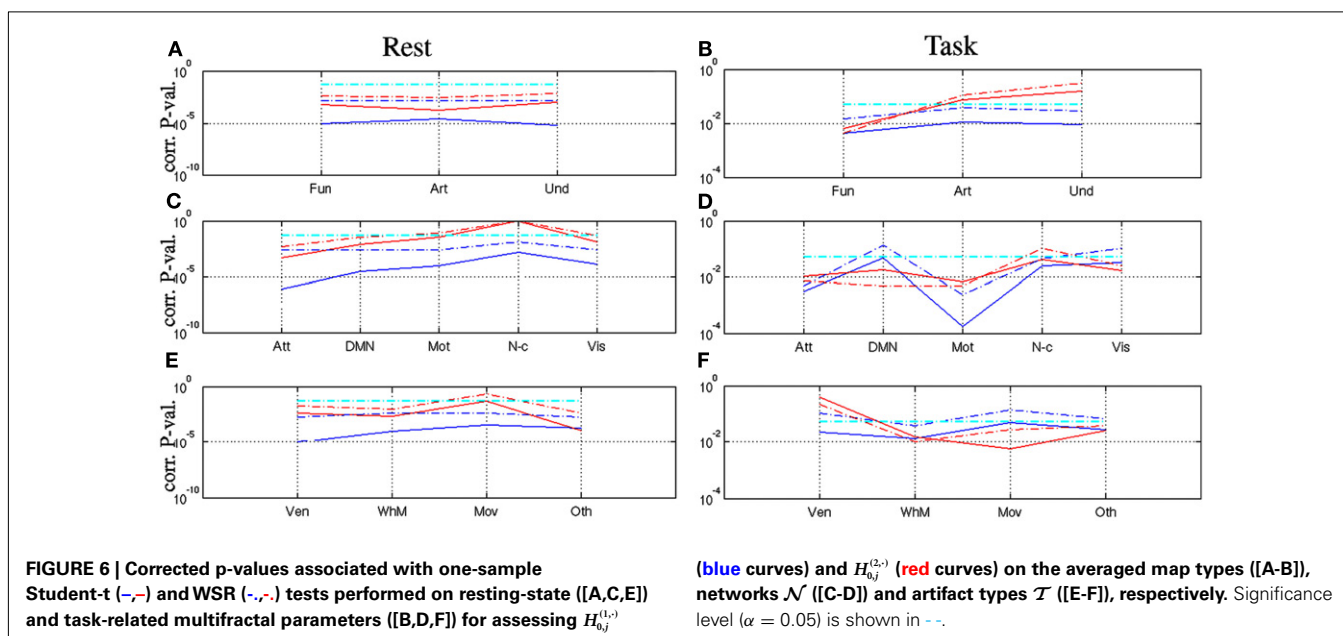 A Rest
10^0
10^-5
10^-10
corr. P-val.
Fun Art Und
B Task
10^0
10^-2
10^-4
Fun Art Und
C
10^0
10^-5
10^-10
corr. P-val.
Att DMN Mot N-c Vis
D
10^0
10^-2
10^-4
Att DMN Mot N-c Vis
E
10^0
10^-5
10^-10
corr. P-val.
Ven WhM Mov Oth
F
10^0
10^-2
10^-4
Ven WhM Mov Oth
FIGURE 6 | Corrected p-values associated with one-sample
Student-t (–,–) and WSR (-.,-.) tests performed on resting-state ([A,C,E])
and task-related multifractal parameters ([B,D,F]) for assessing H_{0,j}^{(1,·)}
(blue curves) and H_{0,j}^{(2,·)} (red curves) on the averaged map types ([A-B]),
networks 𝒩 ([C-D]) and artifact types 𝒯 ([E-F]), respectively. Significance
level (α = 0.05) is shown in - -.